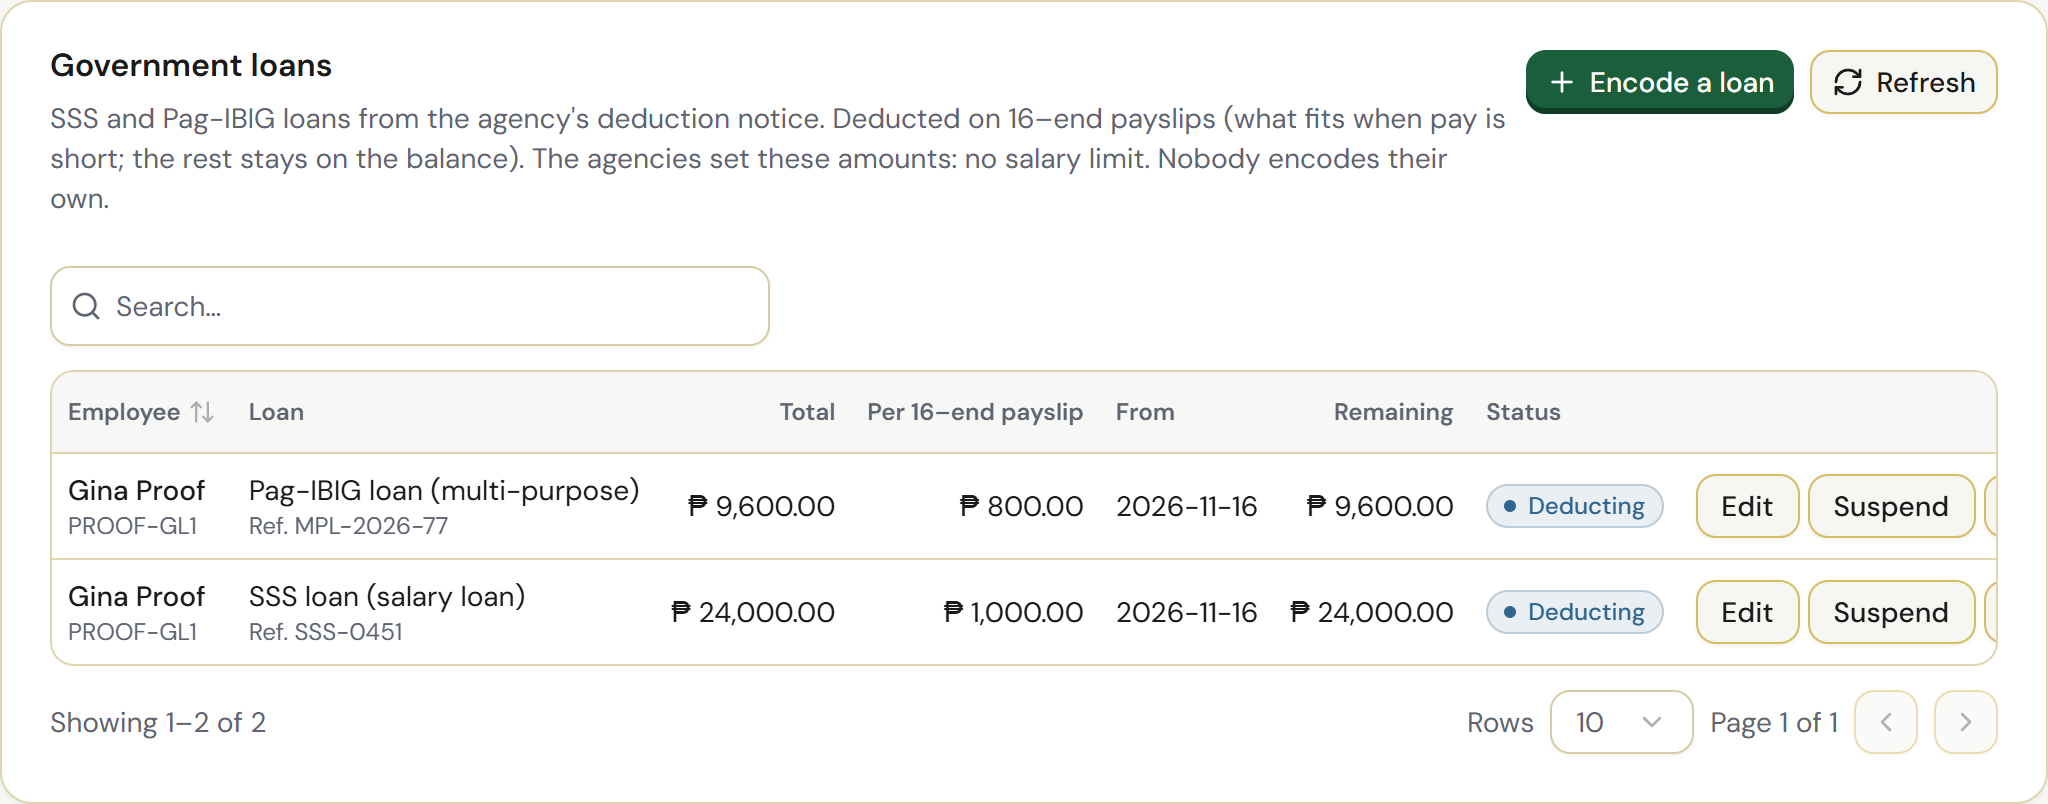 Government loans
+ Encode a loan
Refresh
SSS and Pag-IBIG loans from the agency's deduction notice. Deducted on 16–end payslips (what fits when pay is
short; the rest stays on the balance). The agencies set these amounts: no salary limit. Nobody encodes their
own.
Search...
Employee Loan Total Per 16–end payslip From Remaining Status
Gina Proof Pag-IBIG loan (multi-purpose) ₱ 9,600.00 ₱ 800.00 2026-11-16 ₱ 9,600.00 Deducting Edit Suspend
PROOF-GL1 Ref. MPL-2026-77
Gina Proof SSS loan (salary loan) ₱ 24,000.00 ₱ 1,000.00 2026-11-16 ₱ 24,000.00 Deducting Edit Suspend
PROOF-GL1 Ref. SSS-0451
Showing 1–2 of 2 Rows 10 Page 1 of 1